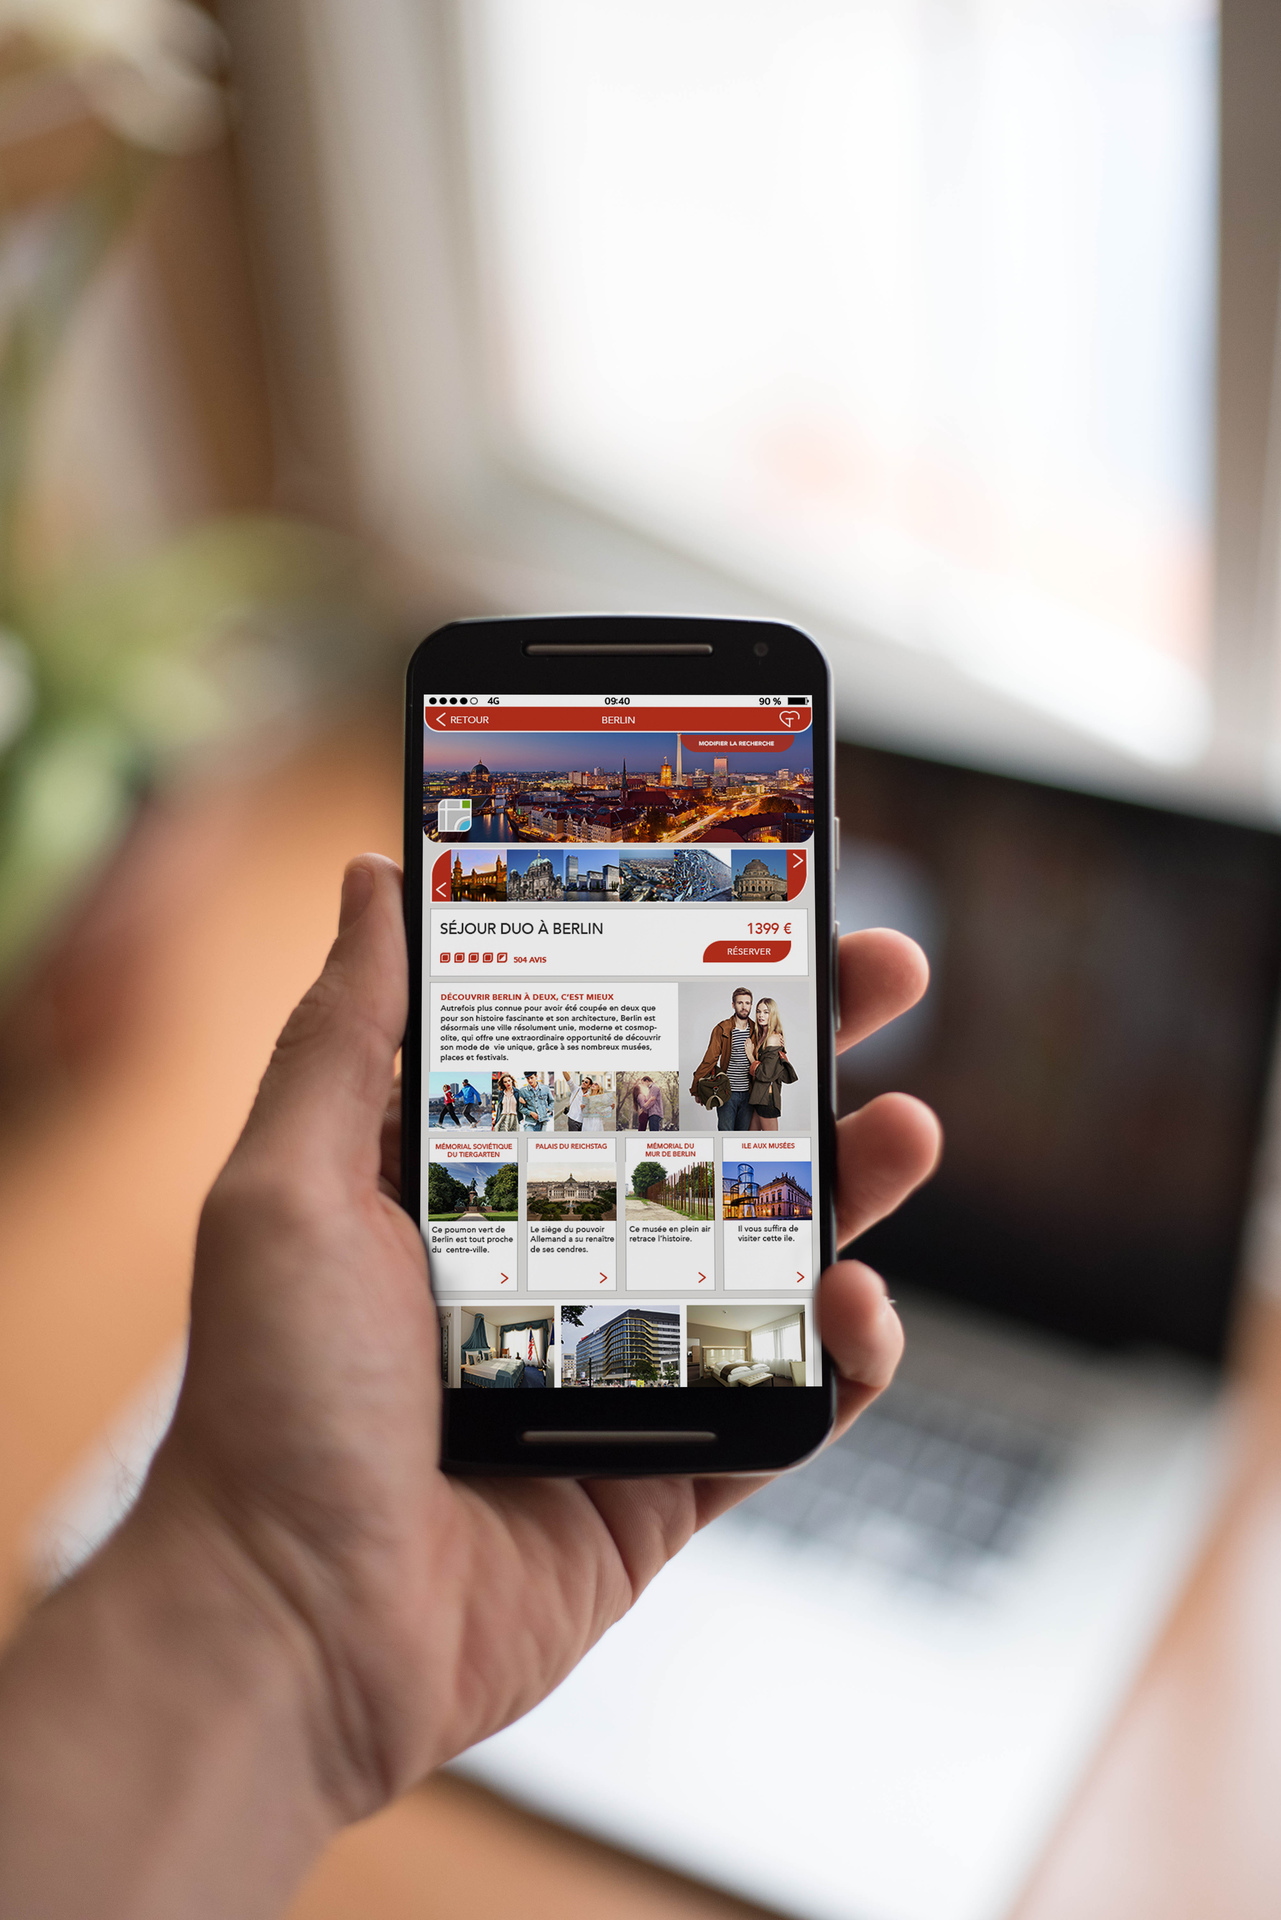 4G 09:40 90 %
RETOUR BERLIN
MODIFIER LA RECHERCHE
SÉJOUR DUO À BERLIN
1399 €
504 AVIS
RÉSERVER
DÉCOUVRIR BERLIN À DEUX, C'EST MIEUX
Autrefois plus connue pour avoir été coupée en deux que
pour son histoire fascinante et son architecture, Berlin est
désormais une ville résolument unie, moderne et cosmop-
olite, qui offre une extraordinaire opportunité de découvrir
son mode de vie unique, grâce à ses nombreux musées,
places et festivals.
MÉMORIAL SOVIÉTIQUE
DU TIERGARTEN
Ce poumon vert de
Berlin est tout proche
du centre-ville.
PALAIS DU REICHSTAG
Le siège du pouvoir
Allemand a su renaître
de ses cendres.
MÉMORIAL DU
MUR DE BERLIN
Ce musée en plein air
retrace l'histoire.
ILE AUX MUSÉES
Il vous suffira de
visiter cette ile.